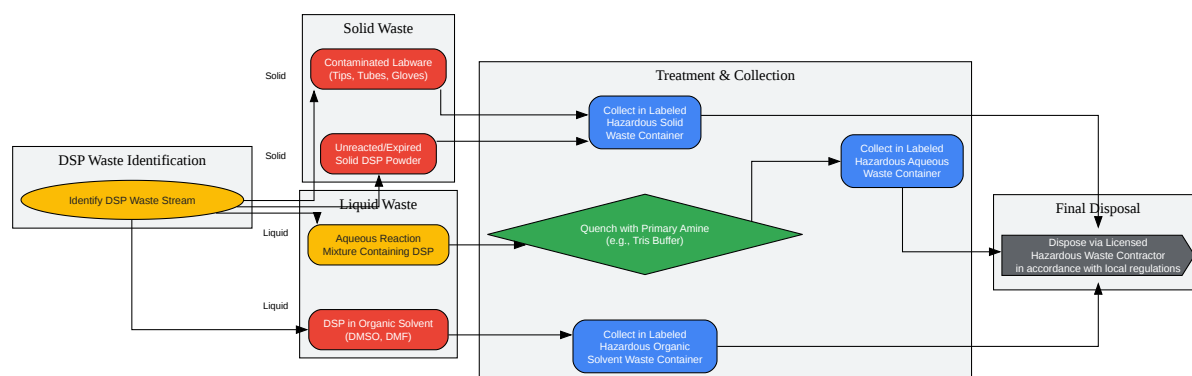 Solid Waste
Solid
Contaminated Labware
(Tips, Tubes, Gloves)
Solid
Unreacted/Expired
Solid DSP Powder
DSP Waste Identification
Identify DSP Waste Stream
Liquid Waste
Liquid
Aqueous Reaction
Mixture Containing DSP
Liquid
DSP in Organic Solvent
(DMSO, DMF)
Treatment & Collection
Collect in Labeled
Hazardous Solid
Waste Container
Collect in Labeled
Hazardous Aqueous
Waste Container
Quench with Primary Amine
(e.g., Tris Buffer)
Collect in Labeled
Hazardous Organic
Solvent Waste Container
Final Disposal
Dispose via Licensed
Hazardous Waste Contractor
in accordance with local regulations